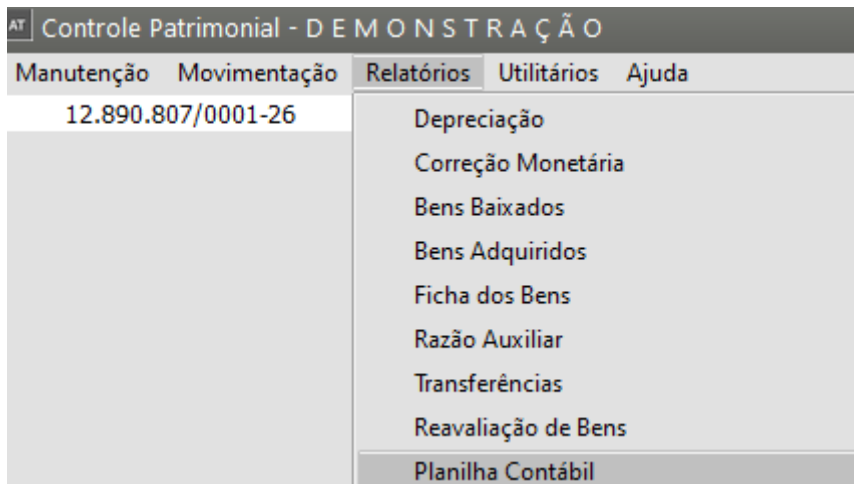 AT Controle Patrimonial - D E M O N S T R A Ç Ã O
Manutenção Movimentação Relatórios Utilitários Ajuda
12.890.807/0001-26
Depreciação
Correção Monetária
Bens Baixados
Bens Adquiridos
Ficha dos Bens
Razão Auxiliar
Transferências
Reavaliação de Bens
Planilha Contábil